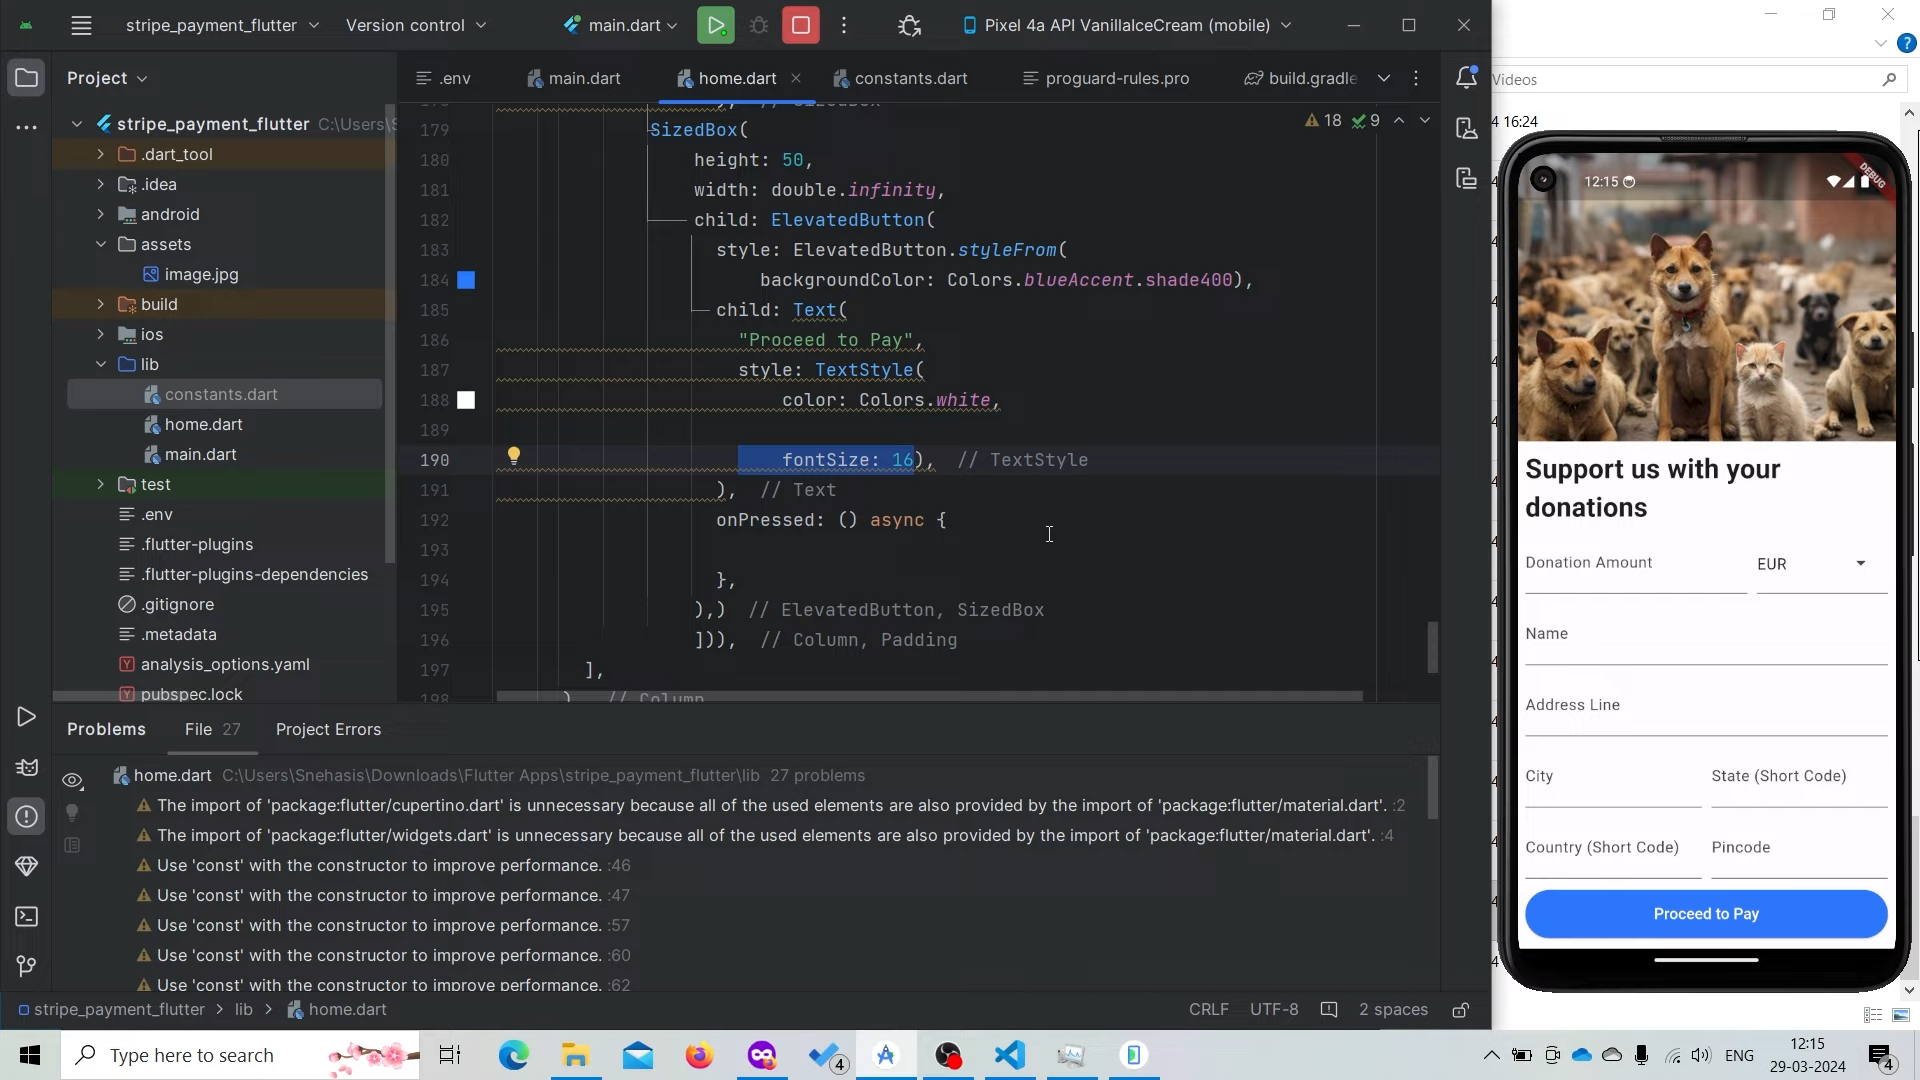 stripe_payment_flutter
Version control
main.dart
Pixel 4a API VanillaIceCream (mobile)
Project
.env
main.dart
home.dart
constants.dart
proguard-rules.pro
build.gradle
Videos
stripe_payment_flutter C:\Users\S
.dart_tool
.idea
android
assets
image.jpg
build
ios
lib
constants.dart
home.dart
main.dart
test
.env
.flutter-plugins
.flutter-plugins-dependencies
.gitignore
.metadata
analysis_options.yaml
pubspec.lock
18 9
179 SizedBox(
180 height: 50,
181 width: double.infinity,
182 child: ElevatedButton(
183 style: ElevatedButton.styleFrom(
184 backgroundColor: Colors.blueAccent.shade400),
185 child: Text(
186 "Proceed to Pay",
187 style: TextStyle(
188 color: Colors.white,
189
190 fontSize: 16), // TextStyle
191 ), // Text
192 onPressed: () async {
193
194 },
195 ),) // ElevatedButton, SizedBox
196 ])), // Column, Padding
197 ],
198 ) // Column
4 16:24
12:15
DEBUG
Support us with your
donations
Donation Amount
EUR
Name
Address Line
City
State (Short Code)
Country (Short Code)
Pincode
Proceed to Pay
Problems
File 27
Project Errors
home.dart C:\Users\Snehasis\Downloads\Flutter Apps\stripe_payment_flutter\lib 27 problems
The import of 'package:flutter/cupertino.dart' is unnecessary because all of the used elements are also provided by the import of 'package:flutter/material.dart'. :2
The import of 'package:flutter/widgets.dart' is unnecessary because all of the used elements are also provided by the import of 'package:flutter/material.dart'. :4
Use 'const' with the constructor to improve performance. :46
Use 'const' with the constructor to improve performance. :47
Use 'const' with the constructor to improve performance. :57
Use 'const' with the constructor to improve performance. :60
Use 'const' with the constructor to improve performance. :62
stripe_payment_flutter > lib > home.dart
CRLF
UTF-8
2 spaces
Type here to search
4
ENG
12:15
29-03-2024
4